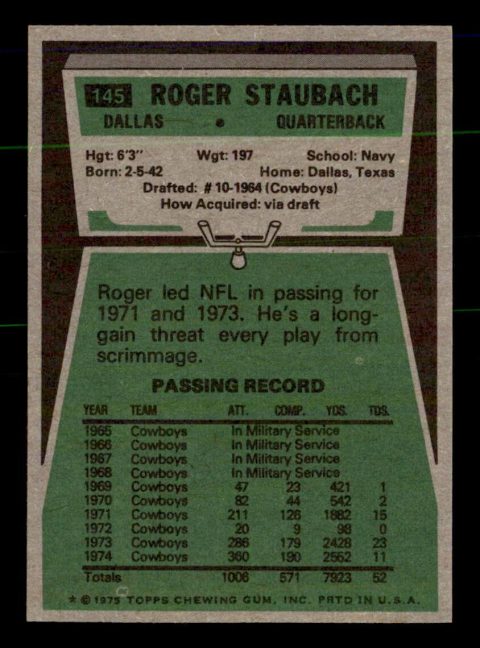 145 ROGER STAUBACH
DALLAS • QUARTERBACK
Hgt: 6'3" Wgt: 197 School: Navy
Born: 2-5-42 Home: Dallas, Texas
Drafted: #10-1964 (Cowboys)
How Acquired: via draft
Roger led NFL in passing for
1971 and 1973. He's a long-
gain threat every play from
scrimmage.
PASSING RECORD
YEAR TEAM ATT. COMP. YDS. TDS.
1965 Cowboys In Military Service
1966 Cowboys In Military Service
1967 Cowboys In Military Service
1968 Cowboys In Military Service
1969 Cowboys 47 23 421 1
1970 Cowboys 82 44 542 2
1971 Cowboys 211 126 1882 15
1972 Cowboys 20 9 98 0
1973 Cowboys 286 179 2428 23
1974 Cowboys 360 190 2552 11
Totals 1006 571 7923 52
* © 1975 TOPPS CHEWING GUM, INC. PRTD IN U.S.A.